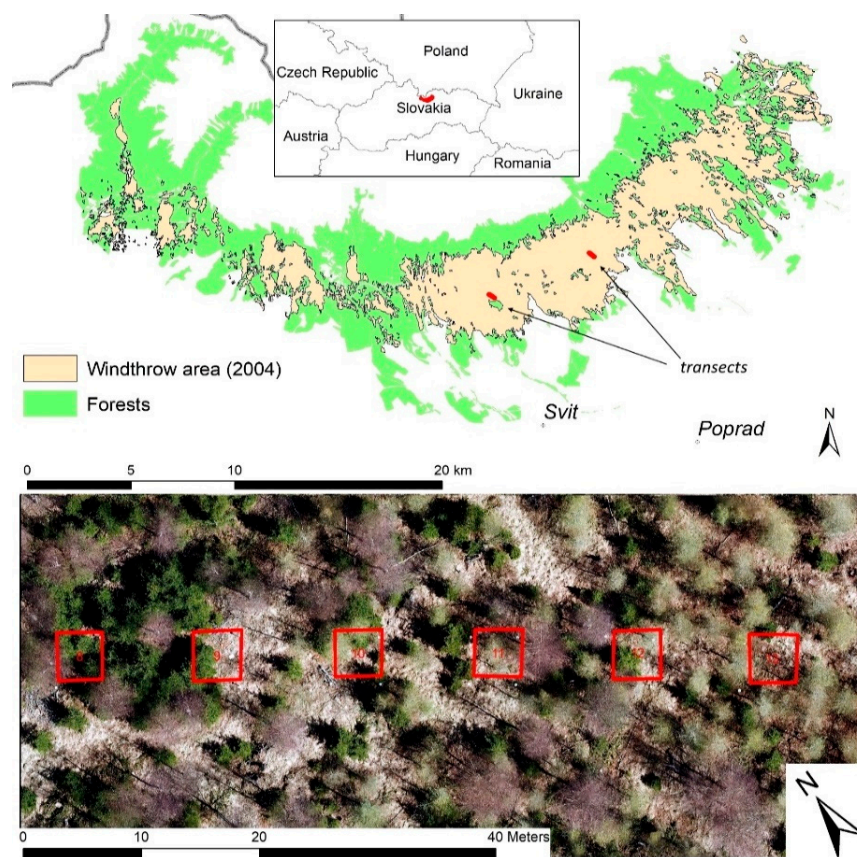 Poland
Czech Republic
Ukraine
Slovakia
Austria
Hungary
Romania
Windthrow area (2004)
Forests
transects
Svit
Poprad
N
0 5 10 20 km
8 9 10 11 12
N
0 10 20 40 Meters